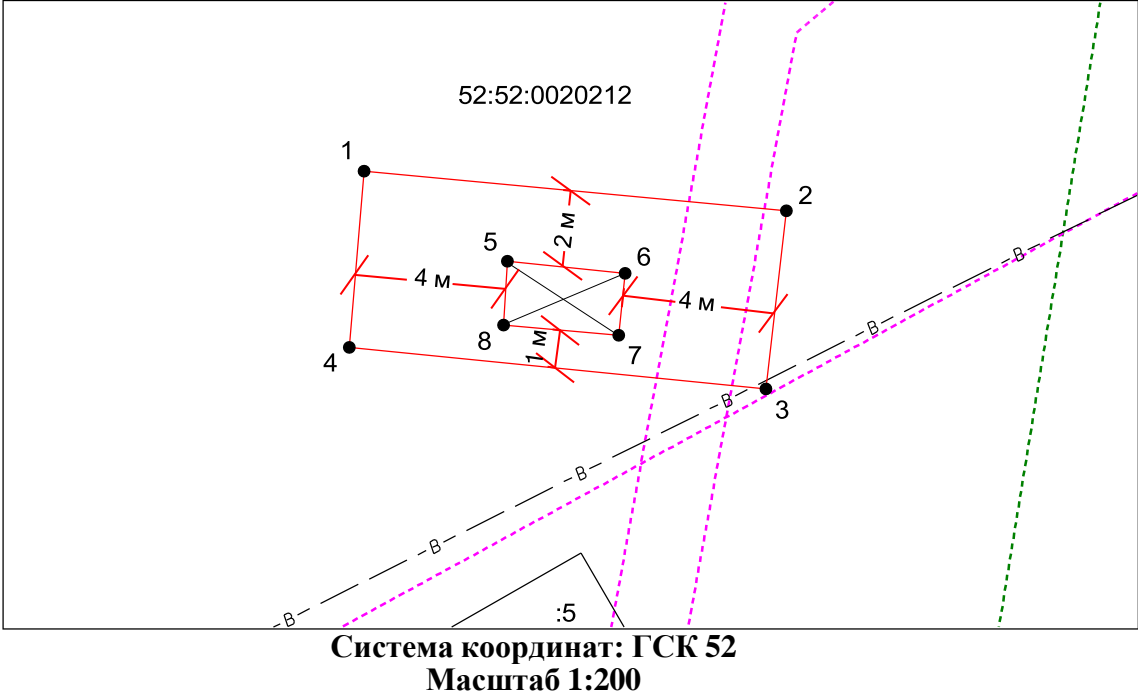 52:52:0020212
1
2
5
2 м
6
4 м
4 м
8
1 м
7
4
3
В
В
В
В
В
В
:5
Система координат: ГСК 52
Масштаб 1:200